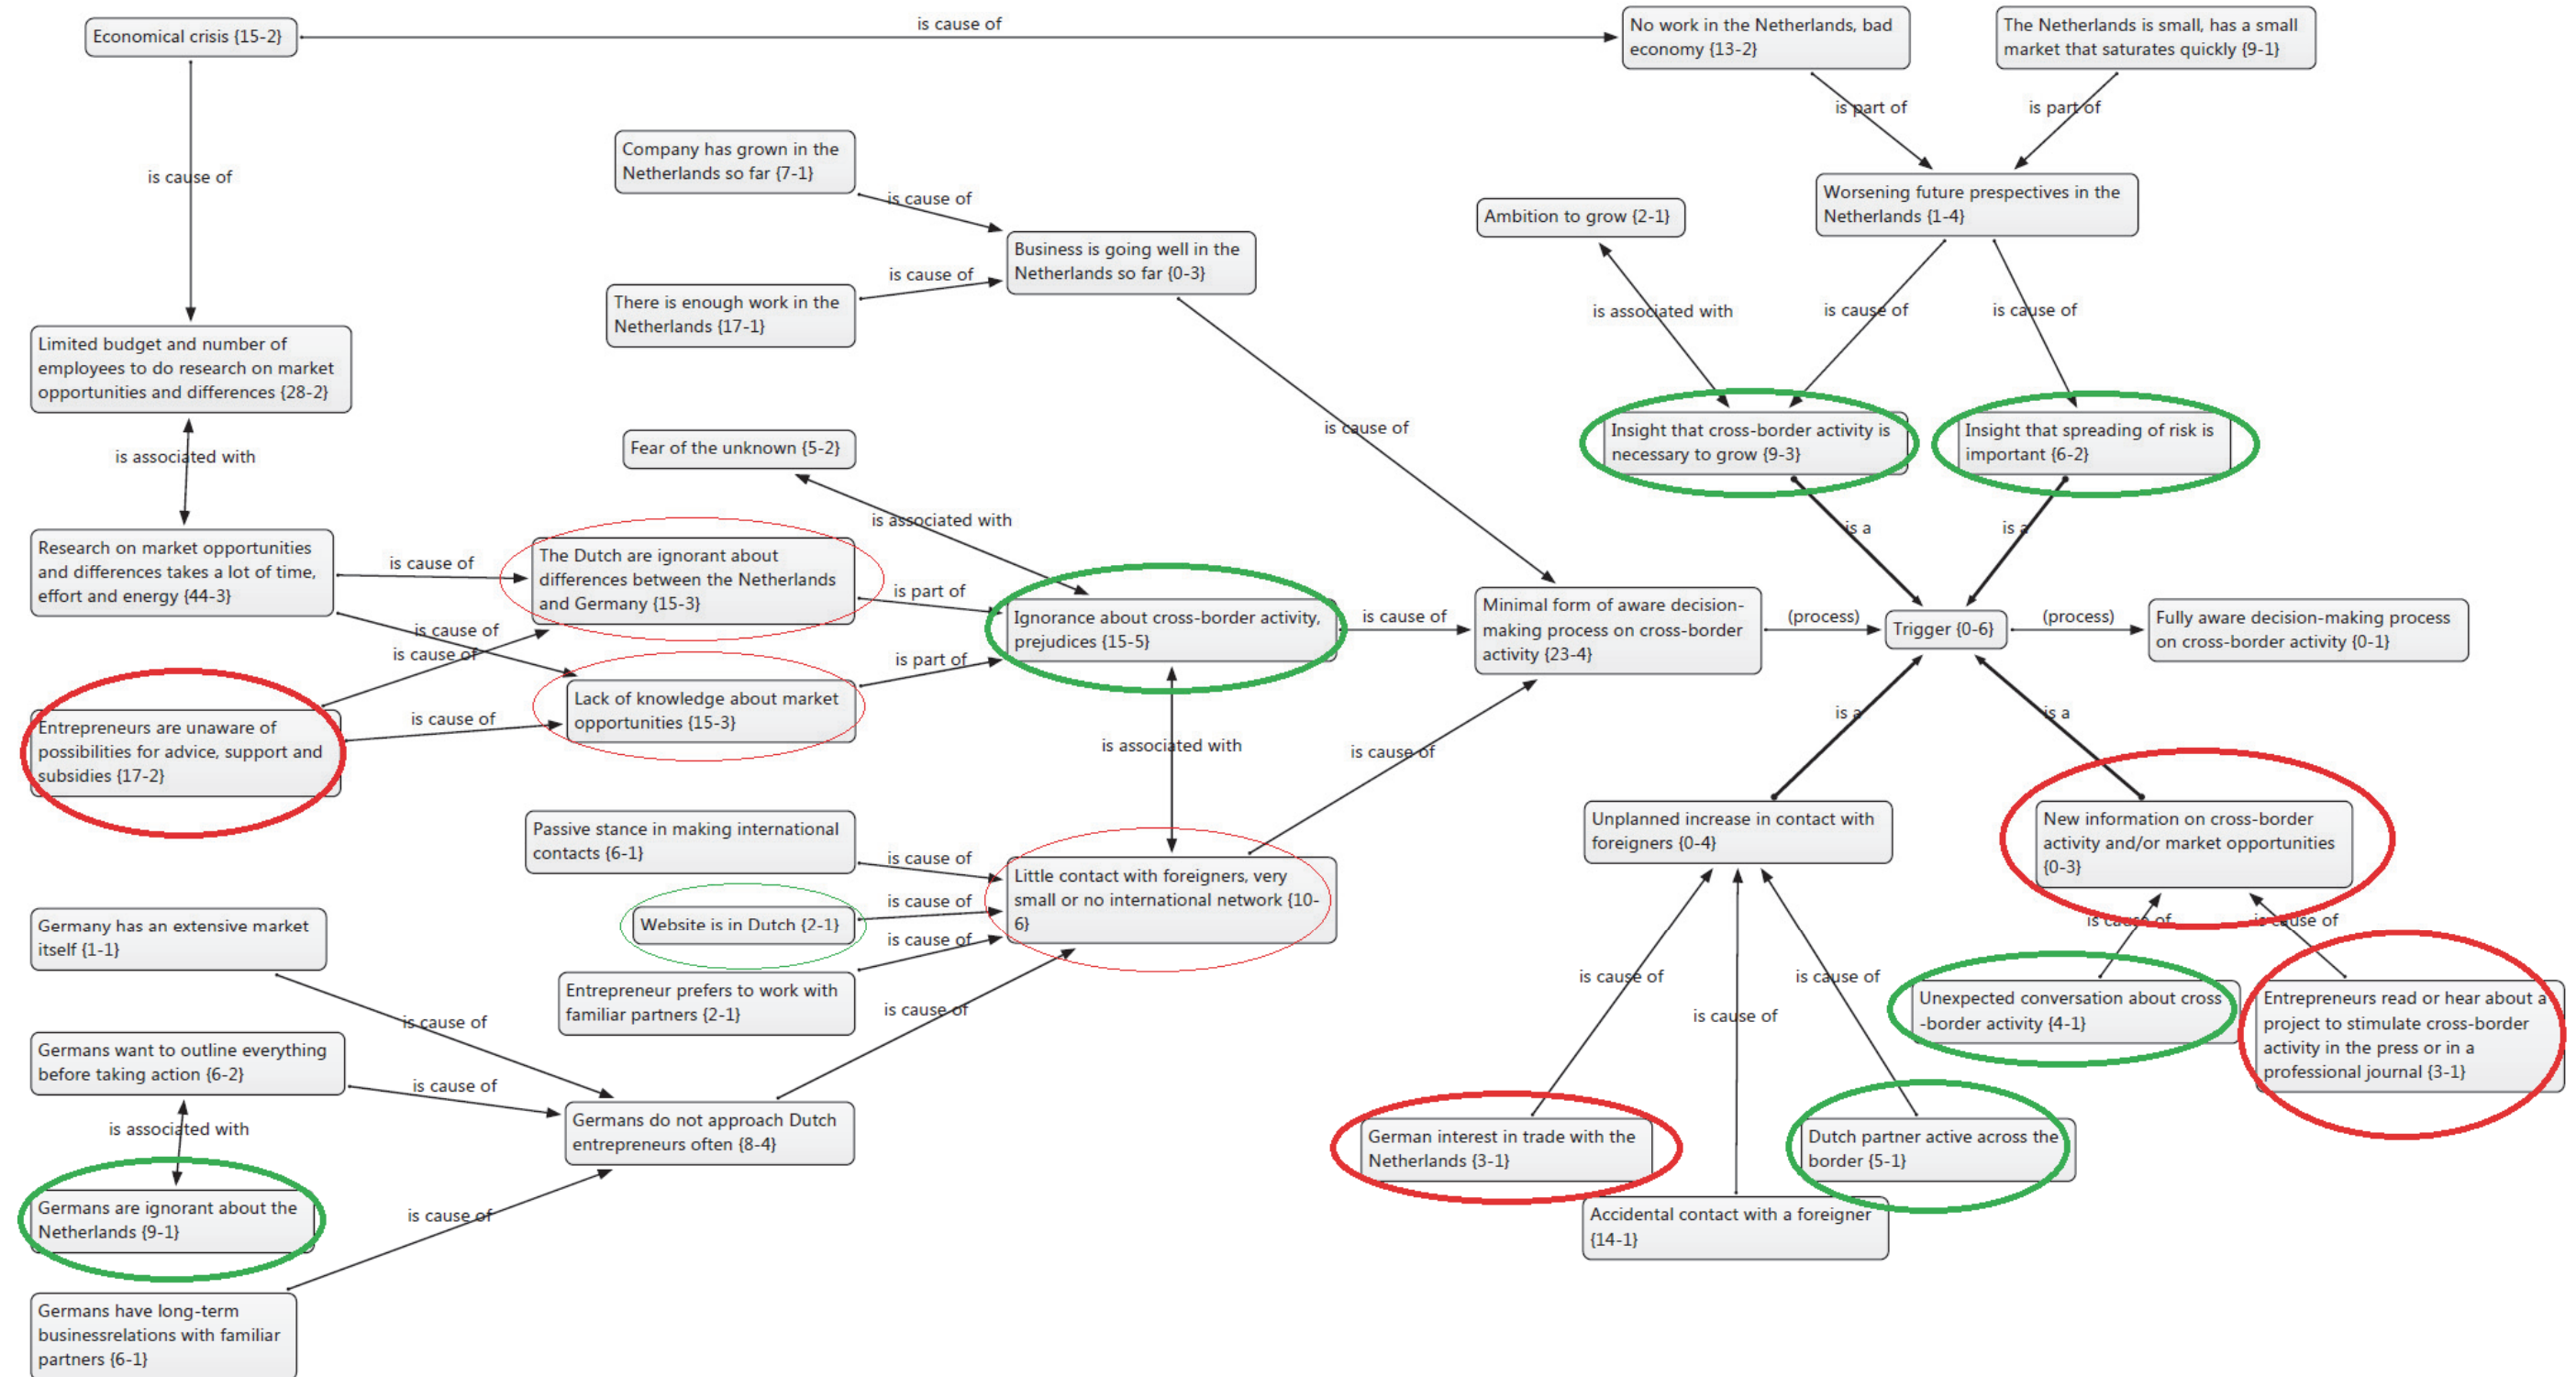 Economical crisis {15-2}
is cause of
No work in the Netherlands, bad
economy {13-2}
The Netherlands is small, has a small
market that saturates quickly {9-1}
is part of
is part of
is cause of
Company has grown in the
Netherlands so far {7-1}
is cause of
Worsening future prespectives in the
Netherlands {1-4}
Ambition to grow {2-1}
Business is going well in the
Netherlands so far {0-3}
is cause of
There is enough work in the
Netherlands {17-1}
is associated with
is cause of
is cause of
Limited budget and number of
employees to do research on market
opportunities and differences {28-2}
is cause of
Fear of the unknown {5-2}
Insight that cross-border activity is
necessary to grow {9-3}
Insight that spreading of risk is
important {6-2}
is associated with
is associated with
is a
is a
Research on market opportunities
and differences takes a lot of time,
effort and energy {44-3}
is cause of
The Dutch are ignorant about
differences between the Netherlands
and Germany {15-3}
is part of
Ignorance about cross-border activity,
prejudices {15-5}
is cause of
Minimal form of aware decision-
making process on cross-border
activity {23-4}
(process)
Trigger {0-6}
(process)
Fully aware decision-making process
on cross-border activity {0-1}
is cause of
is cause of
is part of
Lack of knowledge about market
opportunities {15-3}
Entrepreneurs are unaware of
possibilities for advice, support and
subsidies {17-2}
is cause of
is associated with
is cause of
is a
is a
Passive stance in making international
contacts {6-1}
is cause of
Unplanned increase in contact with
foreigners {0-4}
New information on cross-border
activity and/or market opportunities
{0-3}
Little contact with foreigners, very
small or no international network {10-
6}
Website is in Dutch {2-1}
is cause of
is cause of
Germany has an extensive market
itself {1-1}
is cause of
is cause of
Entrepreneur prefers to work with
familiar partners {2-1}
is cause of
is cause of
is cause of
is cause of
is cause of
Unexpected conversation about cross
-border activity {4-1}
Entrepreneurs read or hear about a
project to stimulate cross-border
activity in the press or in a
professional journal {3-1}
Germans want to outline everything
before taking action {6-2}
is cause of
is associated with
Germans do not approach Dutch
entrepreneurs often {8-4}
German interest in trade with the
Netherlands {3-1}
Dutch partner active across the
border {5-1}
Germans are ignorant about the
Netherlands {9-1}
is cause of
Accidental contact with a foreigner
{14-1}
Germans have long-term
businessrelations with familiar
partners {6-1}